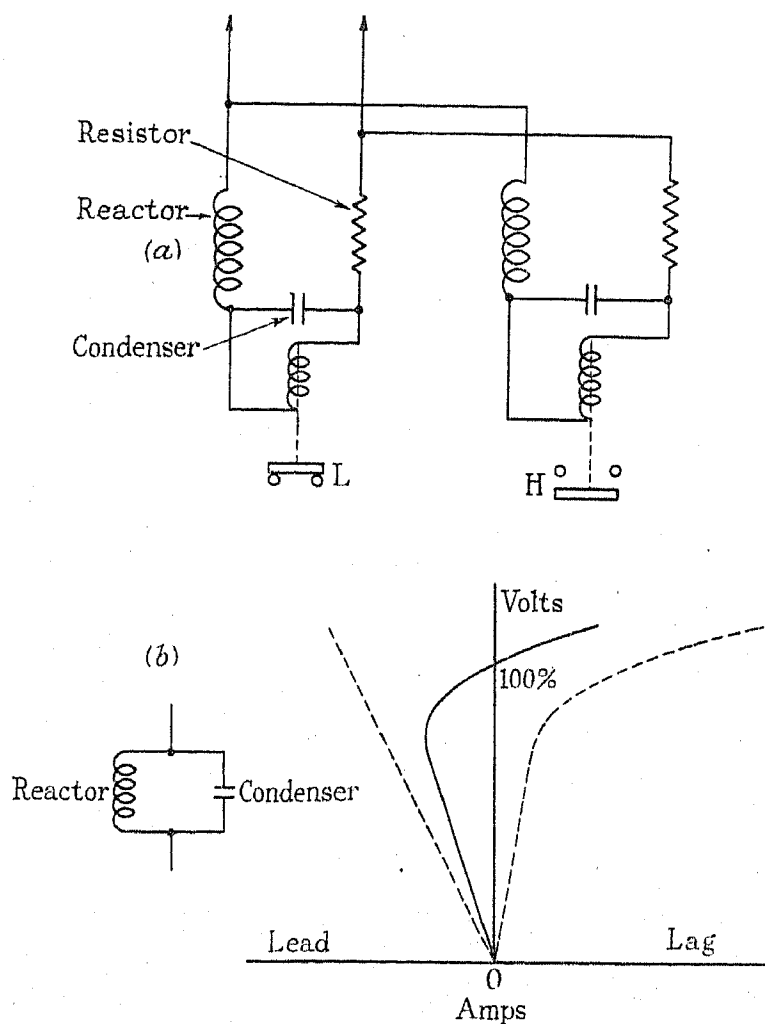 Resistor
Reactor
(a)
Condenser
L
H
(b)
Volts
100%
Reactor
Condenser
Lead
Lag
0
Amps